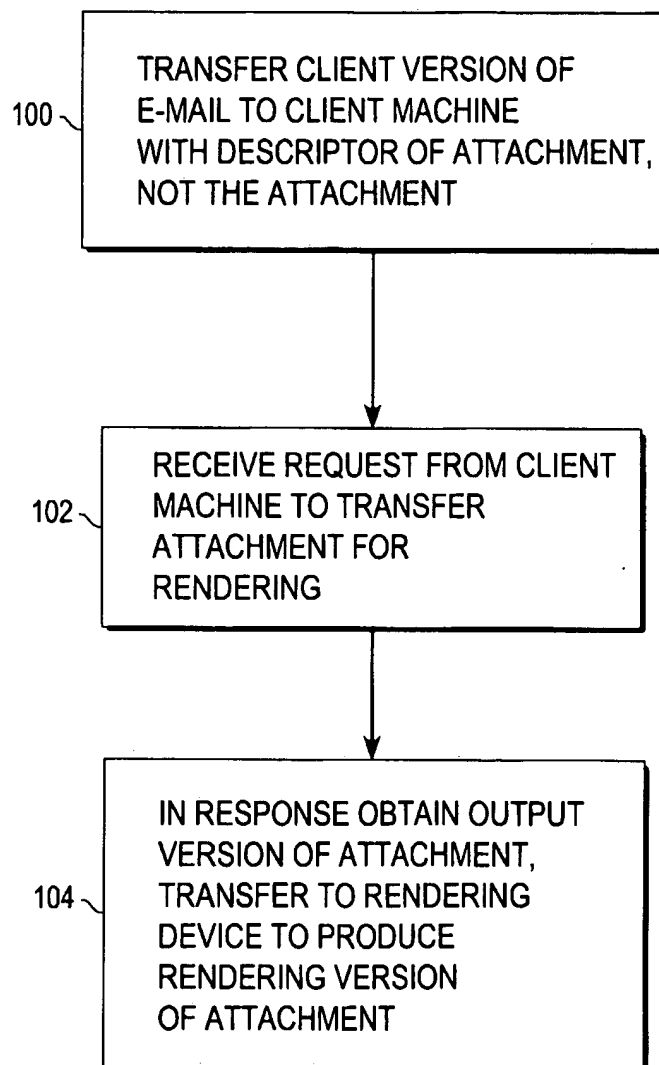 100
TRANSFER CLIENT VERSION OF
E-MAIL TO CLIENT MACHINE
WITH DESCRIPTOR OF ATTACHMENT,
NOT THE ATTACHMENT
102
RECEIVE REQUEST FROM CLIENT
MACHINE TO TRANSFER
ATTACHMENT FOR
RENDERING
104
IN RESPONSE OBTAIN OUTPUT
VERSION OF ATTACHMENT,
TRANSFER TO RENDERING
DEVICE TO PRODUCE
RENDERING VERSION
OF ATTACHMENT